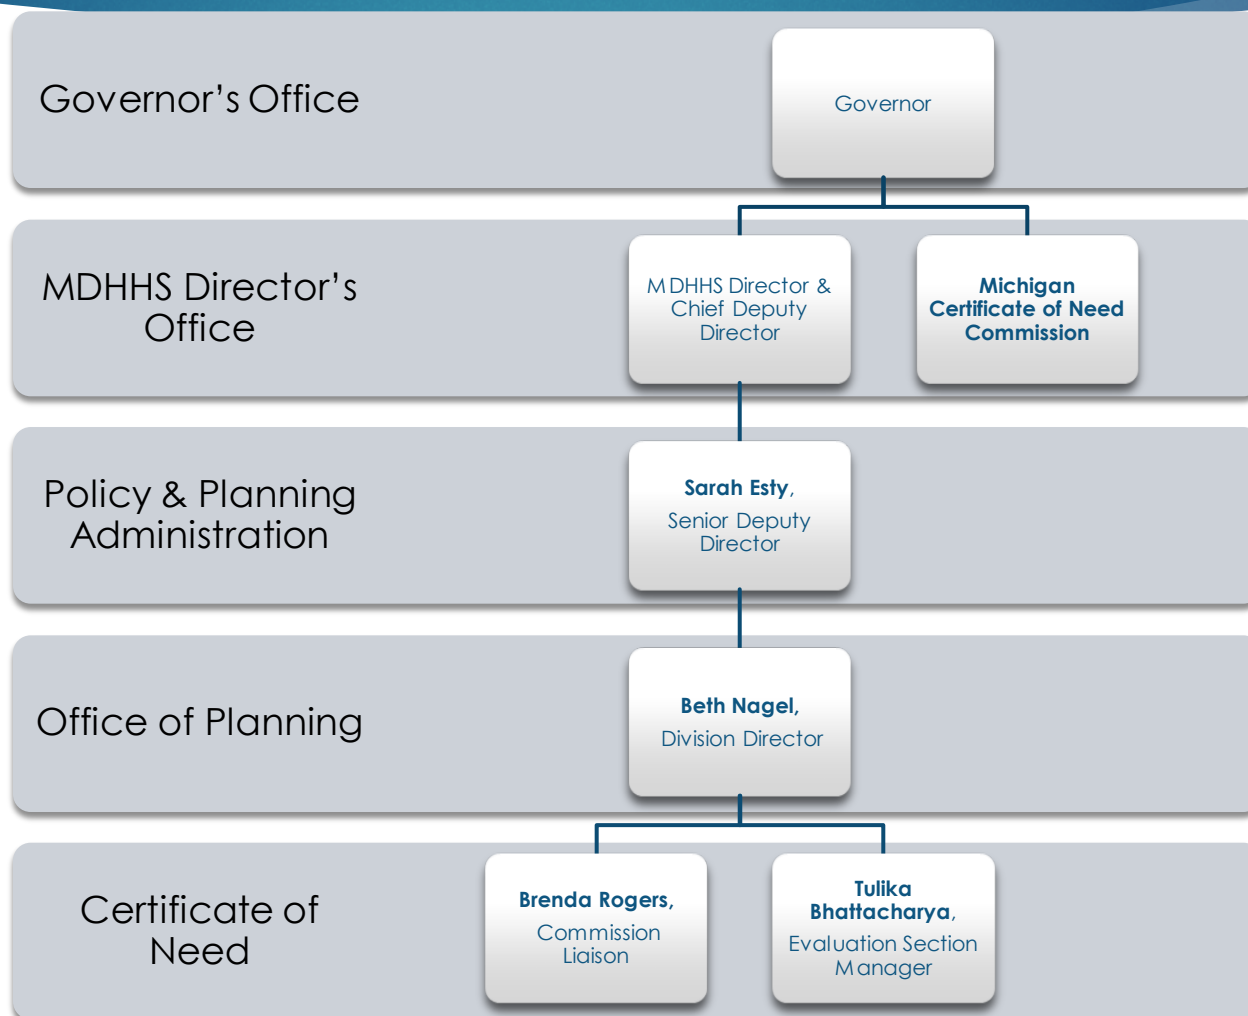 Governor's Office
Governor
MDHHS Director's
Office
MDHHS Director &
Chief Deputy
Director
Michigan
Certificate of Need
Commission
Policy & Planning
Administration
Sarah Esty,
Senior Deputy
Director
Office of Planning
Beth Nagel,
Division Director
Certificate of
Need
Brenda Rogers,
Commission
Liaison
Tulika
Bhattacharya,
Evaluation Section
Manager